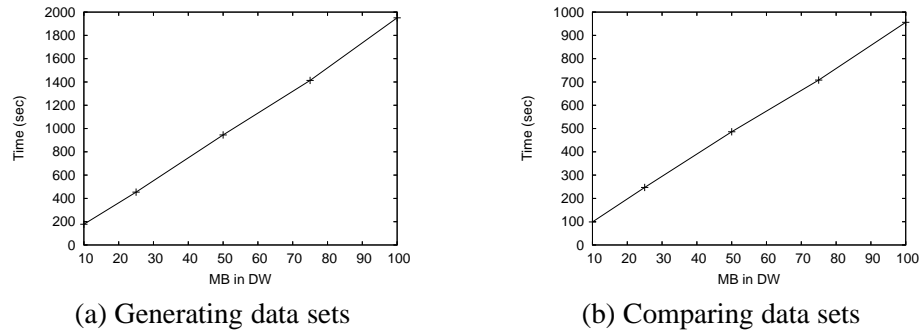 2000
1800
1600
1400
1200
1000
800
600
400
200
0
Time (sec)
10 20 30 40 50 60 70 80 90 100
MB in DW
(a) Generating data sets
1000
900
800
700
600
500
400
300
200
100
0
Time (sec)
10 20 30 40 50 60 70 80 90 100
MB in DW
(b) Comparing data sets